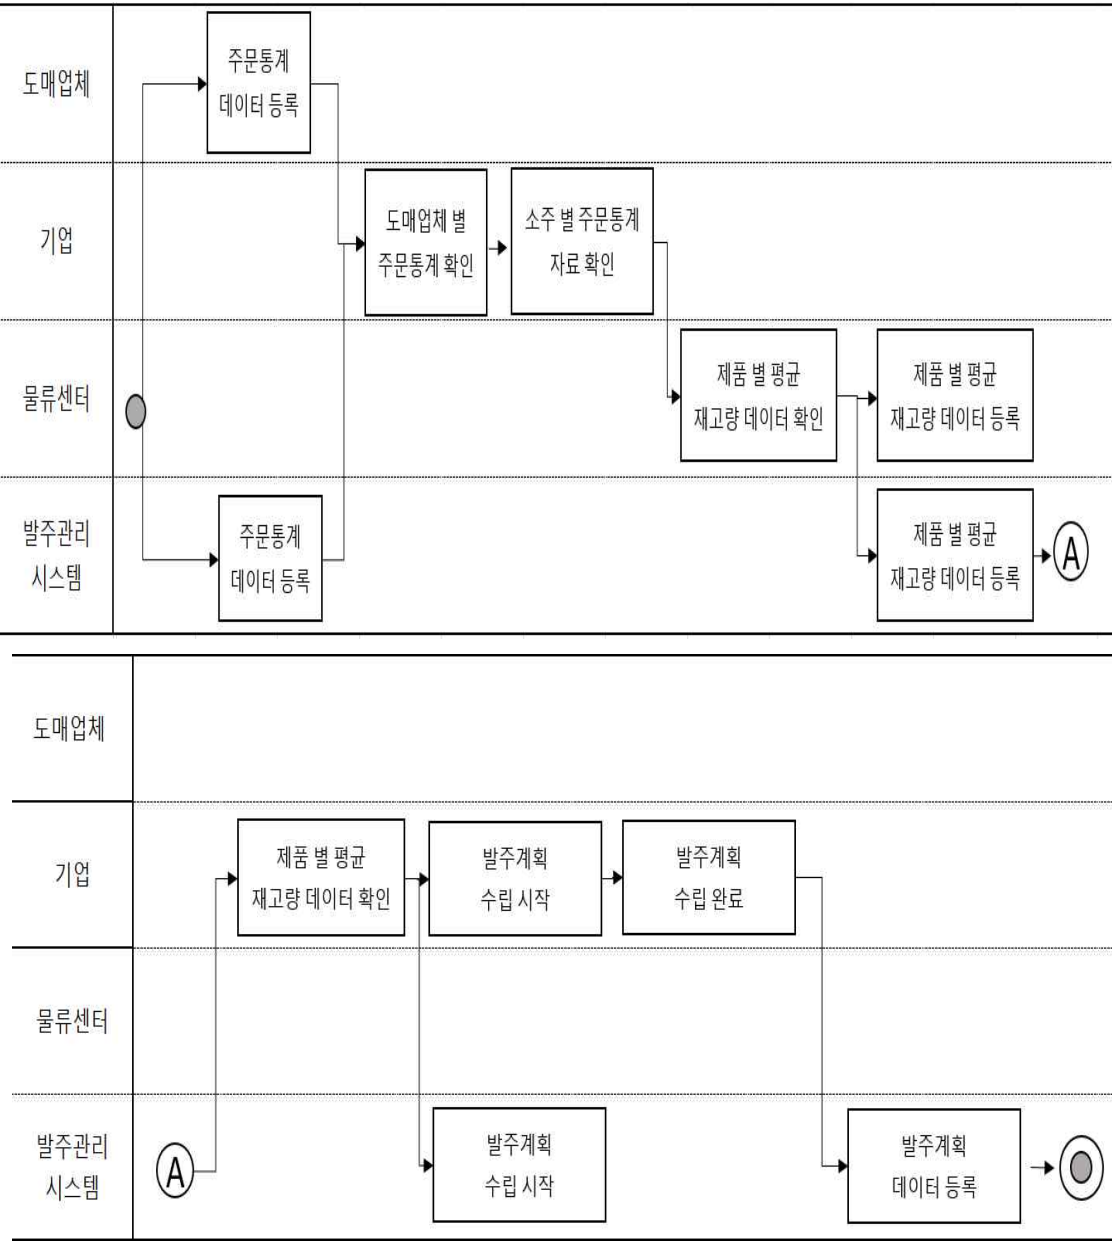 도매업체
주문통계
데이터 등록
기업
도매업체 별
주문통계 확인
소주 별 주문통계
자료 확인
물류센터
제품 별 평균
재고량 데이터 확인
제품 별 평균
재고량 데이터 등록
발주관리
시스템
주문통계
데이터 등록
제품 별 평균
재고량 데이터 등록
A
도매업체
기업
제품 별 평균
재고량 데이터 확인
발주계획
수립 시작
발주계획
수립 완료
물류센터
발주관리
시스템
A
발주계획
수립 시작
발주계획
데이터 등록